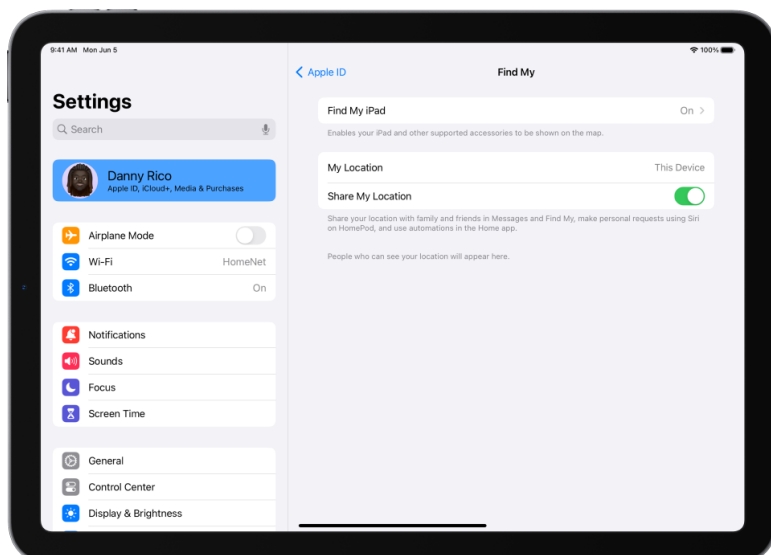 9:41 AM Mon Jun 5
100%
Settings
Search
Danny Rico
Apple ID, iCloud+, Media & Purchases
Airplane Mode
Wi-Fi HomeNet
Bluetooth On
Notifications
Sounds
Focus
Screen Time
General
Control Center
Display & Brightness
Apple ID Find My
Find My iPad On
Enables your iPad and other supported accessories to be shown on the map.
My Location This Device
Share My Location
Share your location with family and friends in Messages and Find My, make personal requests using Siri
on HomePod, and use automations in the Home app.
People who can see your location will appear here.